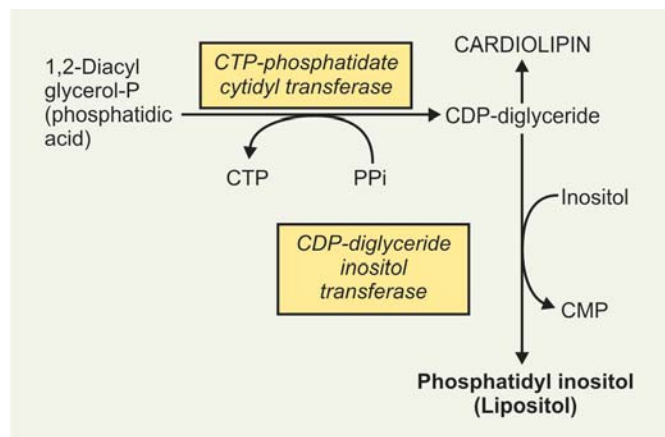 1,2-Diacyl
glycerol-P
(phosphatidic
acid)
CTP-phosphatidate
cytidyl transferase
CTP
PPi
CARDIOLIPIN
CDP-diglyceride
Inositol
CDP-diglyceride
inositol
transferase
CMP
Phosphatidyl inositol
(Lipositol)